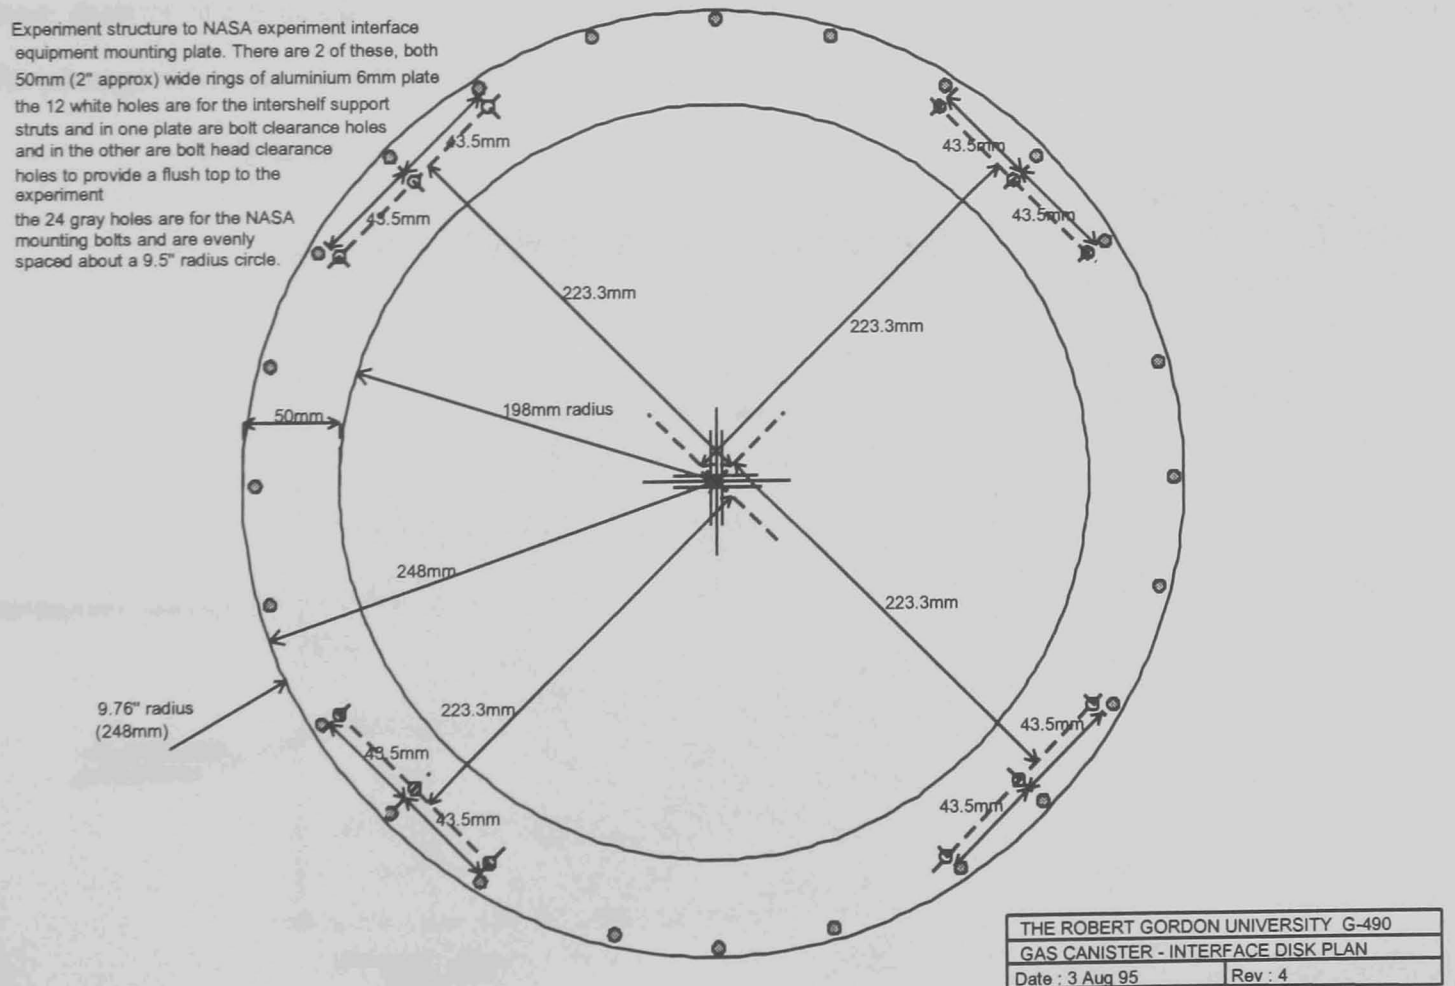 Experiment structure to NASA experiment interface
equipment mounting plate. There are 2 of these, both
50mm (2" approx) wide rings of aluminium 6mm plate
the 12 white holes are for the intershelf support
struts and in one plate are bolt clearance holes
and in the other are bolt head clearance
holes to provide a flush top to the
experiment
the 24 gray holes are for the NASA
mounting bolts and are evenly
spaced about a 9.5" radius circle.
43.5mm
43.5mm
43.5mm
43.5mm
223.3mm
223.3mm
50mm
198mm radius
248mm
223.3mm
9.76" radius
(248mm)
223.3mm
43.5mm
43.5mm
43.5mm
43.5mm
THE ROBERT GORDON UNIVERSITY G-490
GAS CANISTER - INTERFACE DISK PLAN
Date : 3 Aug 95
Rev : 4